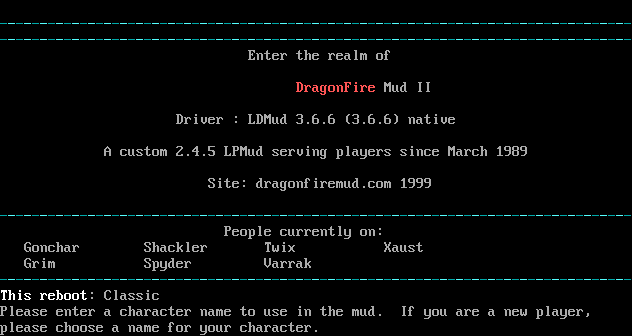 Enter the realm of
DragonFire Mud II
Driver : LDMud 3.6.6 (3.6.6) native
A custom 2.4.5 LPMud serving players since March 1989
Site: dragonfiremud.com 1999
People currently on:
Gonchar Shackler Twix Xaust
Grim Spyder Varrak
This reboot: Classic
Please enter a character name to use in the mud. If you are a new player,
please choose a name for your character.